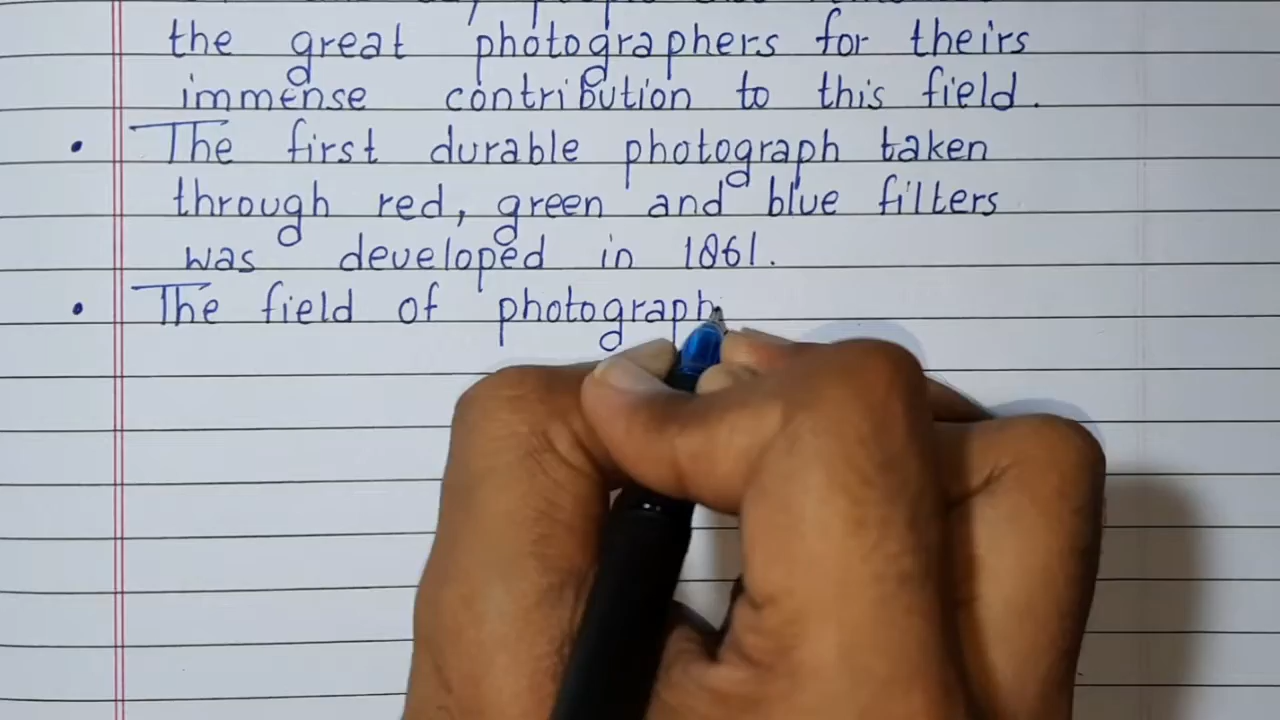 the great photographers for theirs
immense contribution to this field.
• The first durable photograph taken
through red, green and blue filters
was developed in 1861.
• The field of photograph